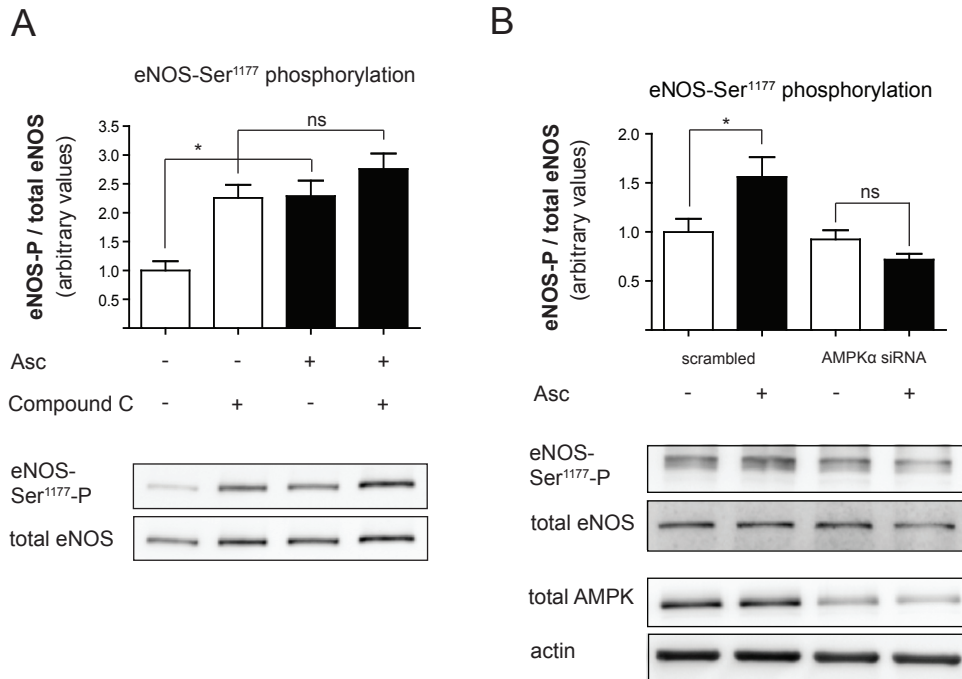 A
eNOS-Ser¹¹⁷⁷ phosphorylation
eNOS-P / total eNOS
(arbitrary values)
3.5
3.0
2.5
2.0
1.5
1.0
0.5
*
ns
Asc - - + +
Compound C - + - +
eNOS-
Ser¹¹⁷⁷-P
total eNOS
B
eNOS-Ser¹¹⁷⁷ phosphorylation
eNOS-P / total eNOS
(arbitrary values)
2.0
1.5
1.0
0.5
*
ns
scrambled AMPKα siRNA
Asc - + - +
eNOS-
Ser¹¹⁷⁷-P
total eNOS
total AMPK
actin